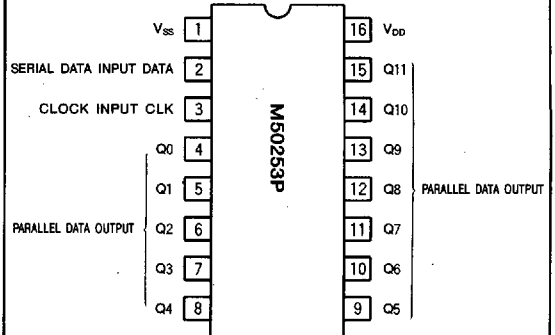 Vss 1 16 VDD
SERIAL DATA INPUT DATA 2 15 Q11
CLOCK INPUT CLK 3 14 Q10
Q0 4 13 Q9
Q1 5 12 Q8 PARALLEL DATA OUTPUT
PARALLEL DATA OUTPUT Q2 6 11 Q7
Q3 7 10 Q6
Q4 8 9 Q5
M50253P